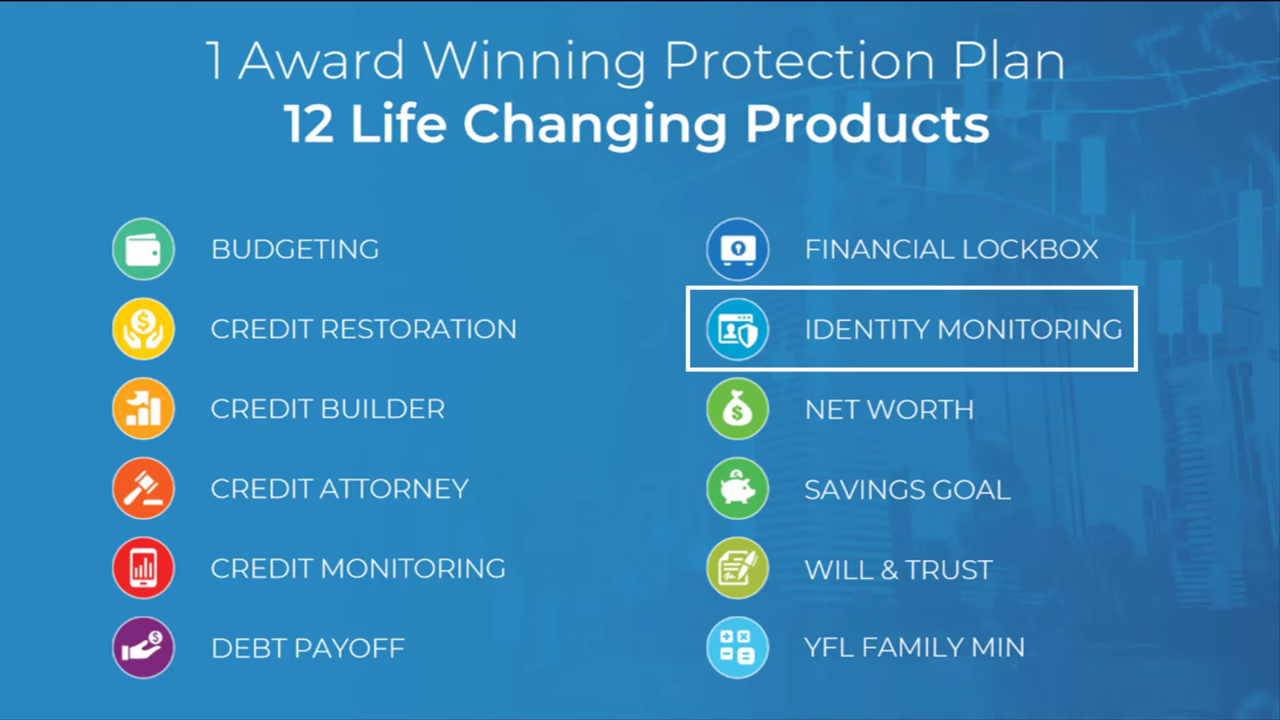 1 Award Winning Protection Plan
12 Life Changing Products
BUDGETING
CREDIT RESTORATION
CREDIT BUILDER
CREDIT ATTORNEY
CREDIT MONITORING
DEBT PAYOFF
FINANCIAL LOCKBOX
IDENTITY MONITORING
NET WORTH
SAVINGS GOAL
WILL & TRUST
YFL FAMILY MIN